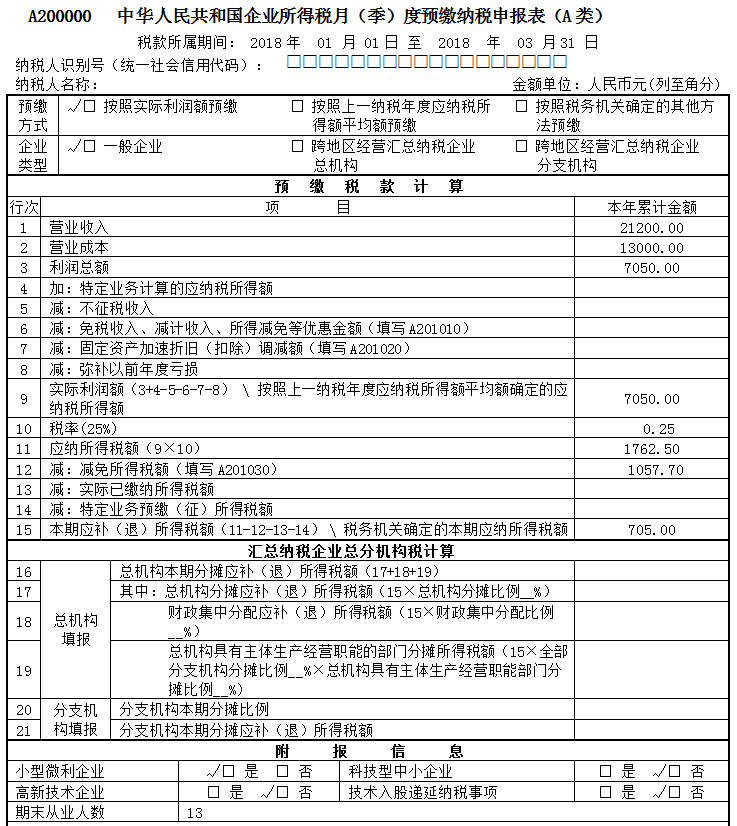 A200000 中华人民共和国企业所得税月（季）度预缴纳税申报表（A类）
税款所属期间： 2018年 01 月 01日 至 2018 年 03 月31 日
纳税人识别号（统一社会信用代码）： □□□□□□□□□□□□□□□□□□
纳税人名称： 金额单位：人民币元(列至角分)
预缴方式 √□ 按照实际利润额预缴 □ 按照上一纳税年度应纳税所得额平均额预缴 □ 按照税务机关确定的其他方法预缴
企业类型 √□ 一般企业 □ 跨地区经营汇总纳税企业总机构 □ 跨地区经营汇总纳税企业分支机构
预 缴 税 款 计 算
行次 项 目 本年累计金额
1 营业收入 21200.00
2 营业成本 13000.00
3 利润总额 7050.00
4 加：特定业务计算的应纳税所得额
5 减：不征税收入
6 减：免税收入、减计收入、所得减免等优惠金额（填写A201010）
7 减：固定资产加速折旧（扣除）调减额（填写A201020）
8 减：弥补以前年度亏损
9 实际利润额（3+4-5-6-7-8） \ 按照上一纳税年度应纳税所得额平均额确定的应纳税所得额 7050.00
10 税率(25%) 0.25
11 应纳所得税额（9×10） 1762.50
12 减：减免所得税额（填写A201030） 1057.70
13 减：实际已缴纳所得税额
14 减：特定业务预缴（征）所得税额
15 本期应补（退）所得税额（11-12-13-14） \ 税务机关确定的本期应纳所得税额 705.00
汇总纳税企业总分机构税计算
总机构填报
16 总机构本期分摊应补（退）所得税额（17+18+19）
17 其中：总机构分摊应补（退）所得税额（15×总机构分摊比例__%）
18 财政集中分配应补（退）所得税额（15×财政集中分配比例__%）
19 总机构具有主体生产经营职能的部门分摊所得税额（15×全部分支机构分摊比例__%×总机构具有主体生产经营职能部门分摊比例__%）
分支机构填报
20 分支机构本期分摊比例
21 分支机构本期分摊应补（退）所得税额
附 报 信 息
小型微利企业 √□ 是 □ 否 科技型中小企业 □ 是 √□ 否
高新技术企业 □ 是 √□ 否 技术入股递延纳税事项 □ 是 √□ 否
期末从业人数 13